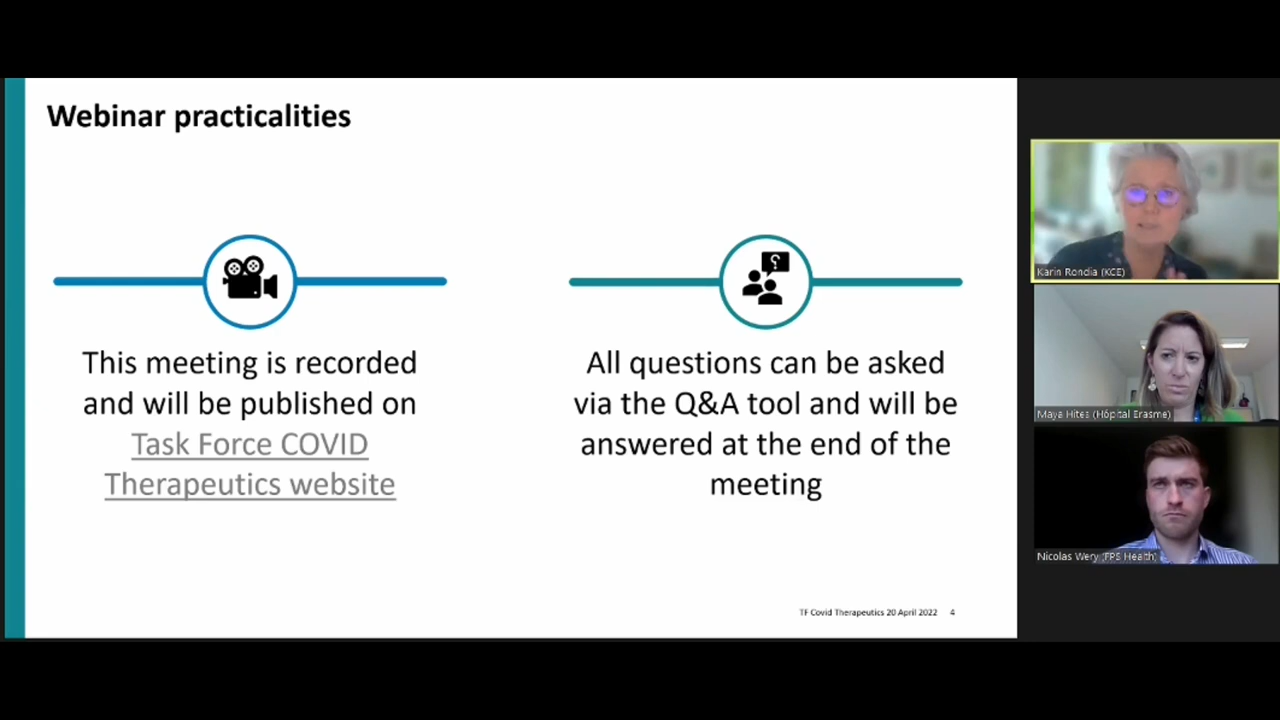 Webinar practicalities
This meeting is recorded
and will be published on
Task Force COVID
Therapeutics website
?
All questions can be asked
via the Q&A tool and will be
answered at the end of the
meeting
TF Covid Therapeutics 20 April 2022 4
Karin Rondia (KCE)
Maya Hites (Hôpital Erasme)
Nicolas Wery (FPS Health)